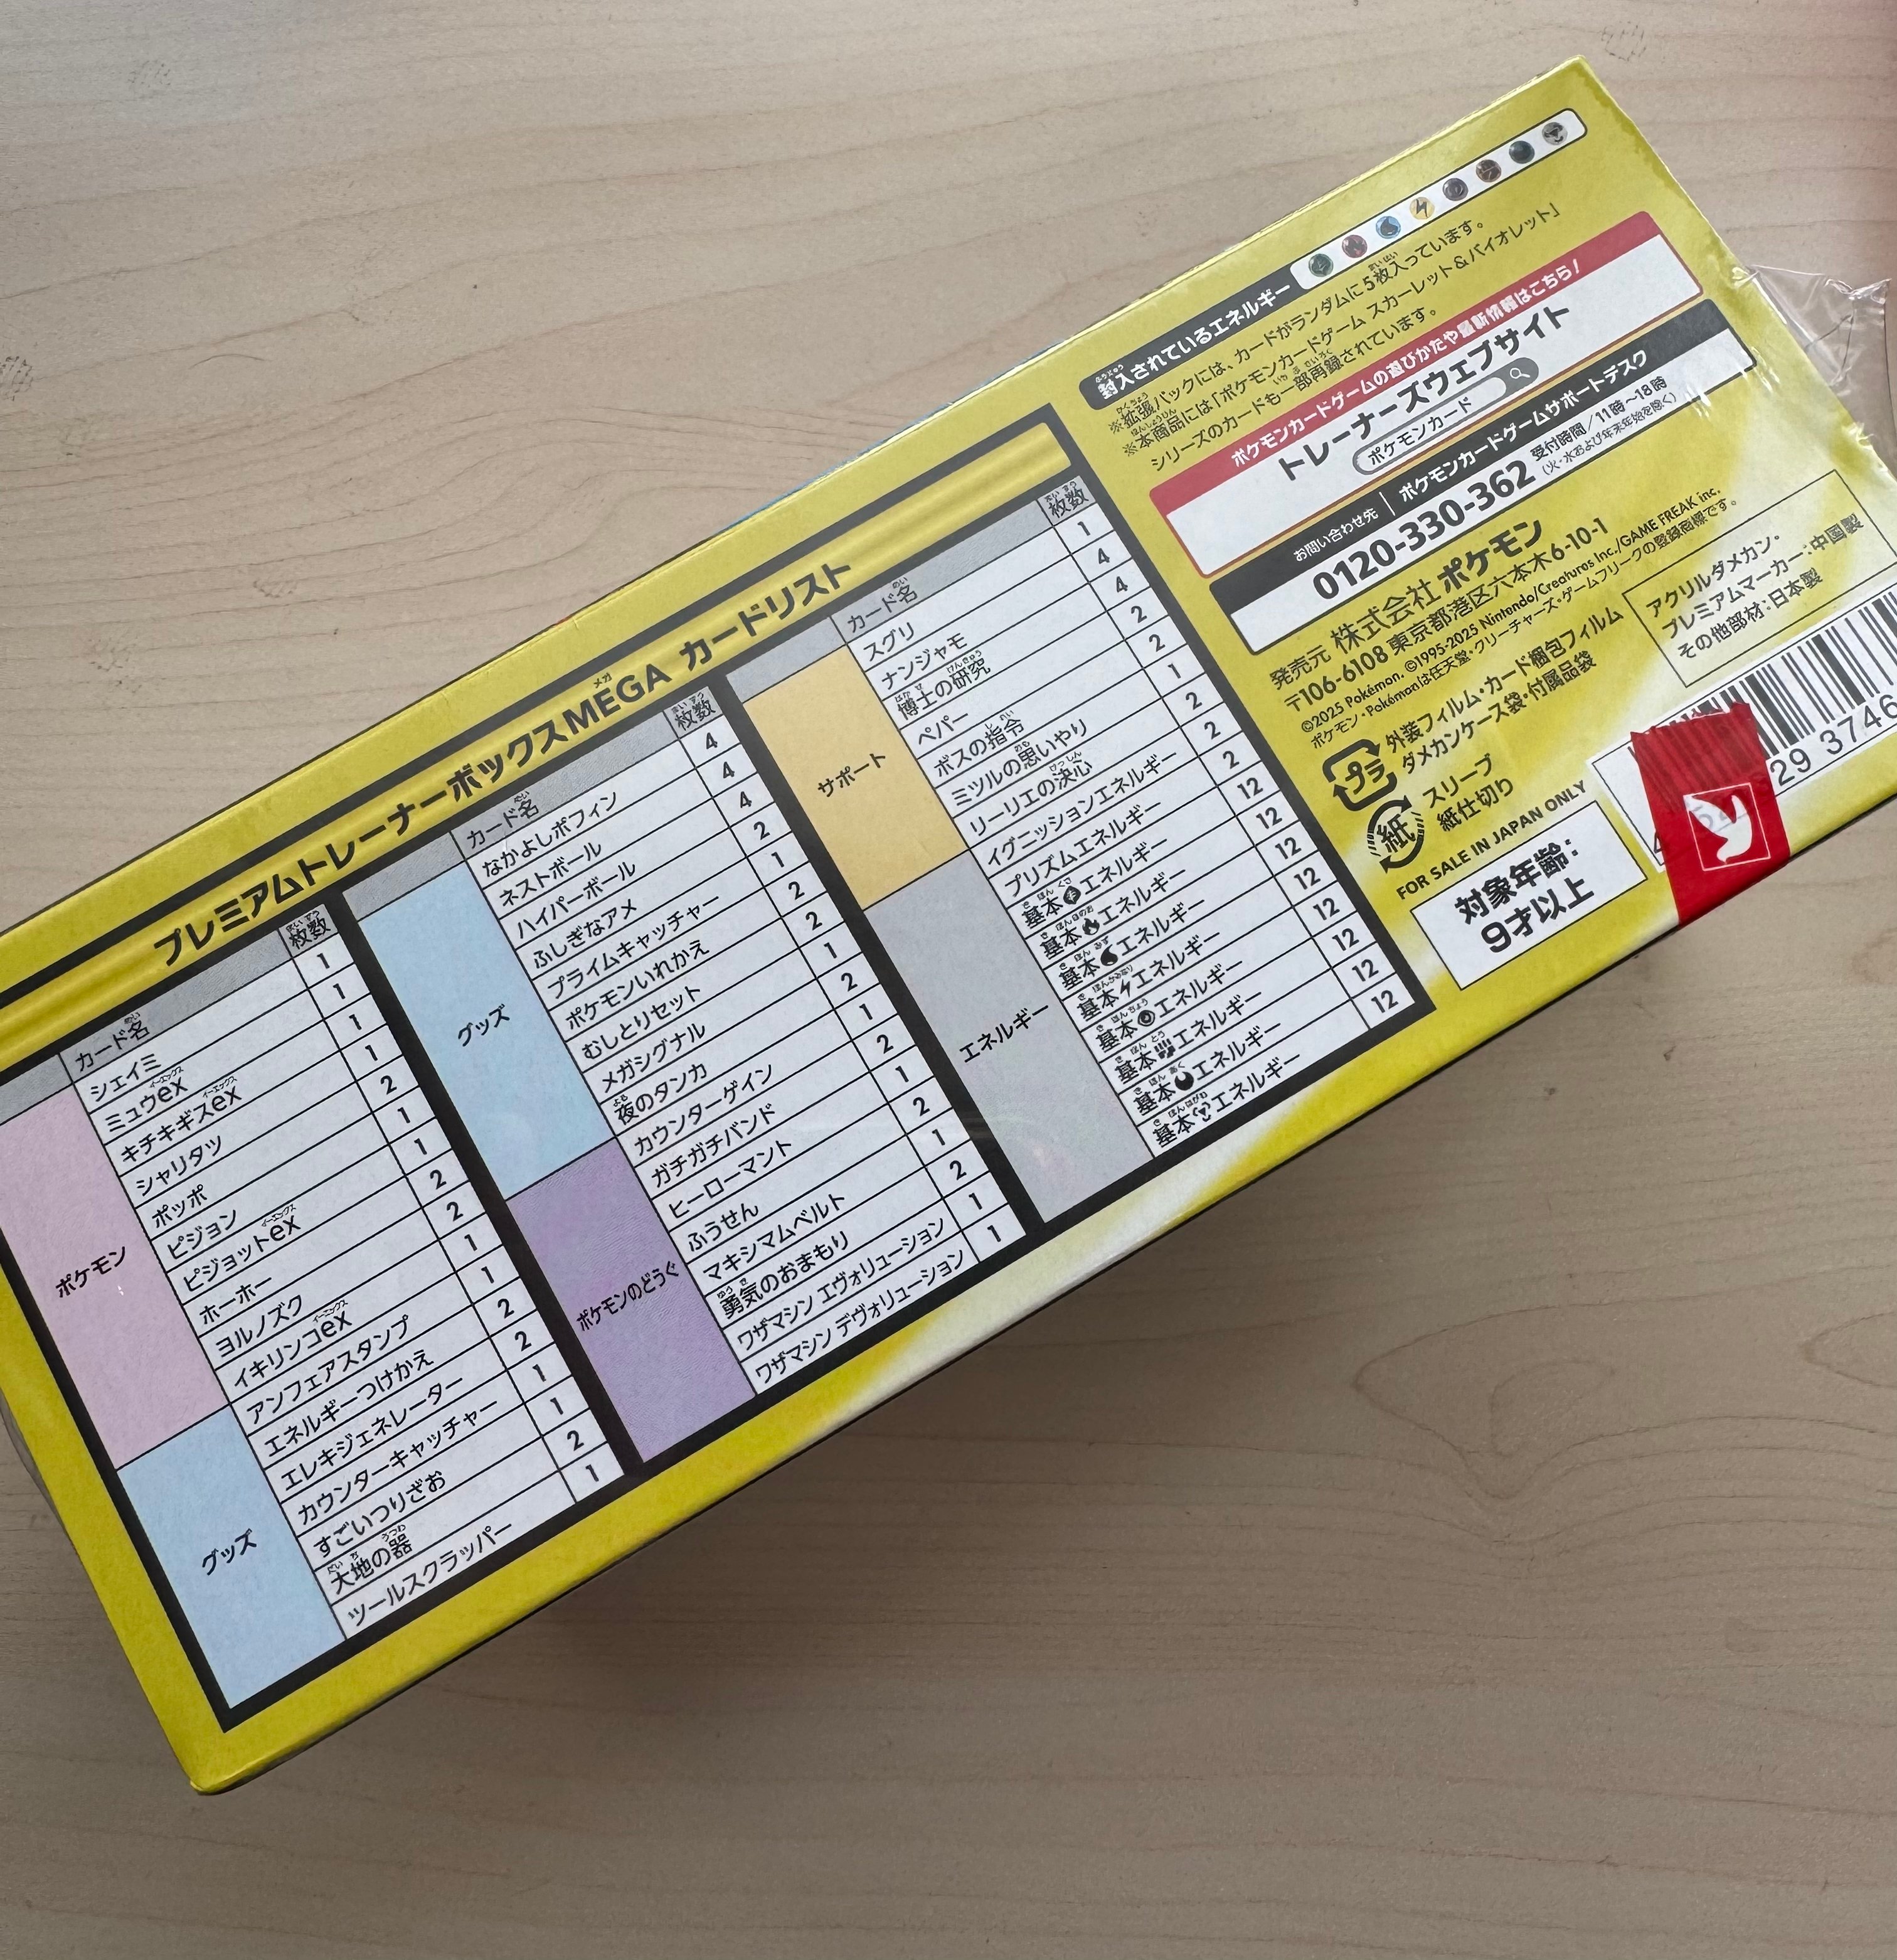 プレミアムトレーナーボックスMEGA カードリスト
カード名 枚数
ポケモン
シェイミ 1
ミュウex 1
キチキギスex 1
シャリタツ 1
ポッポ 2
ピジョン 1
ピジョットex 1
ホーホー 2
ヨルノズク 2
イキリンコex 1
グッズ
アンフェアスタンプ 1
エネルギーつけかえ 2
エレキジェネレーター 2
カウンターキャッチャー 1
すごいつりざお 1
大地の器 2
ツールスクラッパー 1
カード名 枚数
グッズ
なかよしポフィン 4
ネストボール 4
ハイパーボール 4
ふしぎなアメ 2
プライムキャッチャー 1
ポケモンいれかえ 2
むしとりセット 2
メガシグナル 1
夜のタンカ 2
ポケモンのどうぐ
カウンターゲイン 1
ガチガチバンド 2
ヒーローマント 1
ふうせん 2
マキシマムベルト 1
勇気のおまもり 2
ワザマシン エヴォリューション 1
ワザマシン デヴォリューション 1
カード名 枚数
サポート
スグリ 1
ナンジャモ 4
博士の研究 4
ペパー 2
ボスの指令 2
ミツルの思いやり 1
リーリエの決心 2
エネルギー
イグニッションエネルギー 2
プリズムエネルギー 2
基本エネルギー 12
基本エネルギー 12
基本エネルギー 12
基本エネルギー 12
基本エネルギー 12
基本エネルギー 12
基本エネルギー 12
基本エネルギー 12
封入されているエネルギー
※拡張パックには、カードがランダムに5枚入っています。
※本商品には「ポケモンカードゲーム スカーレット&バイオレット」
シリーズのカードも一部再録されています。
ポケモンカードゲームの遊びかたや最新情報はこちら!
トレーナーズウェブサイト
ポケモンカード
お問い合わせ先 | ポケモンカードゲームサポートデスク
0120-330-362 受付時間/11時~18時
(火・水および年末年始を除く)
発売元 株式会社ポケモン
〒106-6108 東京都港区六本木6-10-1
©2025 Pokémon. ©1995-2025 Nintendo/Creatures Inc./GAME FREAK inc.
ポケモン・Pokémonは任天堂・クリーチャーズ・ゲームフリークの登録商標です。
プラ
外装フィルム・カード梱包フィルム
ダメカンケース袋・付属品袋
紙
スリーブ
紙仕切り
アクリルダメカン・
プレミアムマーカー:中国製
その他部材:日本製
FOR SALE IN JAPAN ONLY
対象年齢:
9才以上
29 3746